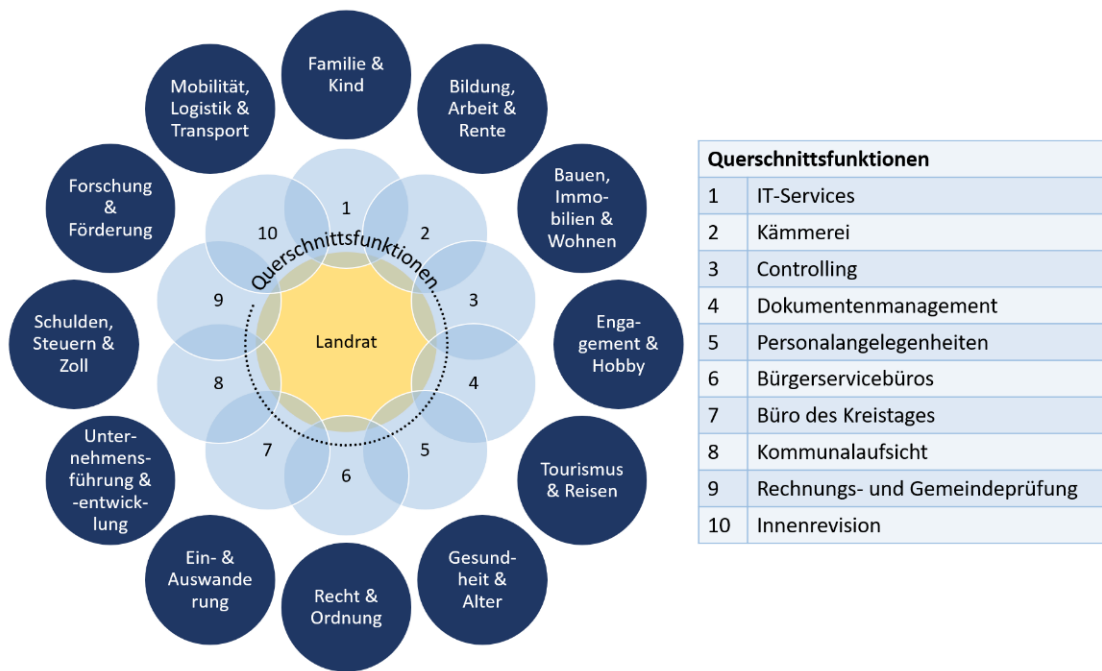 Familie &
Kind
Bildung,
Arbeit &
Rente
Bauen,
Immo-
bilien &
Wohnen
Enga-
gement &
Hobby
Tourismus
& Reisen
Gesund-
heit &
Alter
Recht &
Ordnung
Ein- &
Auswande
rung
Unter-
nehmens-
führung &
-entwick-
lung
Schulden,
Steuern &
Zoll
Forschung
&
Förderung
Mobilität,
Logistik &
Transport
1
2
3
4
5
6
7
8
9
10
Querschnittsfunktionen
Landrat
Querschnittsfunktionen
1 IT-Services
2 Kämmerei
3 Controlling
4 Dokumentenmanagement
5 Personalangelegenheiten
6 Bürgerservicebüros
7 Büro des Kreistages
8 Kommunalaufsicht
9 Rechnungs- und Gemeindeprüfung
10 Innenrevision